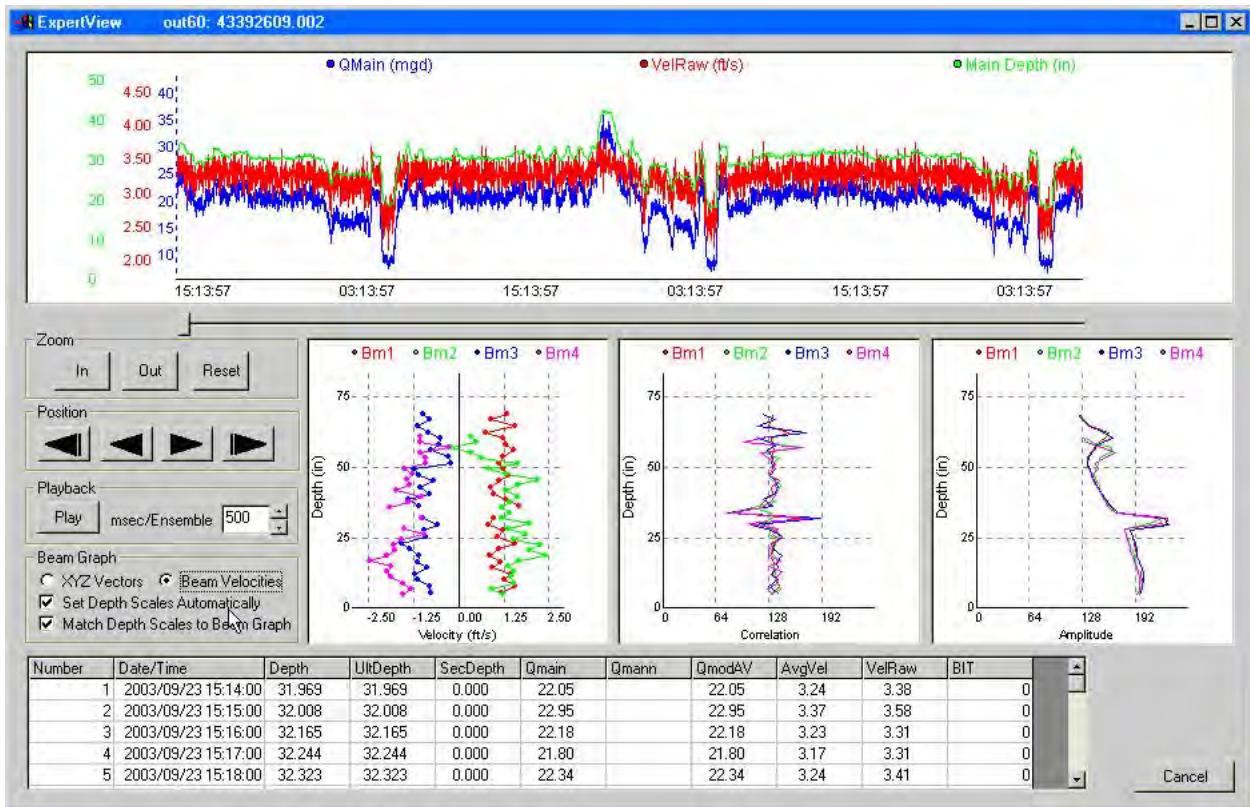 ExpertView out60: 43392609.002
QMain (mgd) VelRaw (ft/s) Main Depth (in)
50
40
30
20
10
0
4.50
4.00
3.50
3.00
2.50
2.00
40
35
30
25
20
15
10
15:13:57 03:13:57 15:13:57 03:13:57 15:13:57 03:13:57
Zoom
In Out Reset
Position
Playback
Play msec/Ensemble 500
Beam Graph
XYZ Vectors Beam Velocities
Set Depth Scales Automatically
Match Depth Scales to Beam Graph
Bm1 Bm2 Bm3 Bm4
Depth (in)
75
50
25
0
-2.50 -1.25 0.00 1.25 2.50
Velocity (ft/s)
Bm1 Bm2 Bm3 Bm4
Depth (in)
75
50
25
0
0 64 128 192
Correlation
Bm1 Bm2 Bm3 Bm4
Depth (in)
75
50
25
0
0 64 128 192
Amplitude
Number Date/Time Depth UltDepth SecDepth Qmain Qmann QmodAV AvgVel VelRaw BIT
1 2003/09/23 15:14:00 31.969 31.969 0.000 22.05 22.05 3.24 3.38 0
2 2003/09/23 15:15:00 32.008 32.008 0.000 22.95 22.95 3.37 3.58 0
3 2003/09/23 15:16:00 32.165 32.165 0.000 22.18 22.18 3.23 3.31 0
4 2003/09/23 15:17:00 32.244 32.244 0.000 21.80 21.80 3.17 3.31 0
5 2003/09/23 15:18:00 32.323 32.323 0.000 22.34 22.34 3.24 3.41 0
Cancel